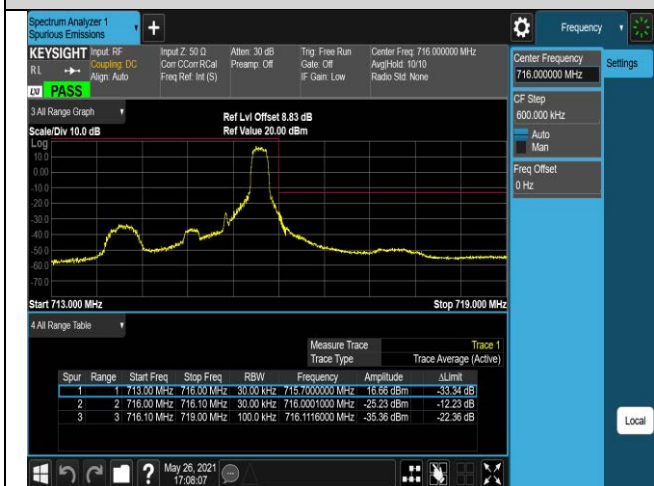 Spectrum Analyzer 1
Spurious Emissions
Frequency
KEYSIGHT
Input: RF
Coupling: DC
Align: Auto
Input Z: 50 Ω
Corr CCorr RCal
Freq Ref: Int (S)
Atten: 30 dB
Preamp: Off
Trig: Free Run
Gate: Off
IF Gain: Low
Center Freq: 716.000000 MHz
Avg|Hold: 10/10
Radio Std: None
RL
LXI
PASS
Center Frequency
716.000000 MHz
Settings
CF Step
600.000 kHz
Auto
Man
Freq Offset
0 Hz
3 All Range Graph
Scale/Div 10.0 dB
Ref Lvl Offset 8.83 dB
Ref Value 20.00 dBm
Log
10.0
0.00
-10.0
-20.0
-30.0
-40.0
-50.0
-60.0
-70.0
Start 713.000 MHz
Stop 719.000 MHz
4 All Range Table
Measure Trace Trace 1
Trace Type Trace Average (Active)
Spur Range Start Freq Stop Freq RBW Frequency Amplitude ΔLimit
1 1 713.00 MHz 716.00 MHz 30.00 kHz 715.7000000 MHz 16.66 dBm -33.34 dB
2 2 716.00 MHz 716.10 MHz 30.00 kHz 716.0001000 MHz -25.23 dBm -12.23 dB
3 3 716.10 MHz 719.00 MHz 100.0 kHz 716.1116000 MHz -35.36 dBm -22.36 dB
Local
?
May 26, 2021
17:08:07